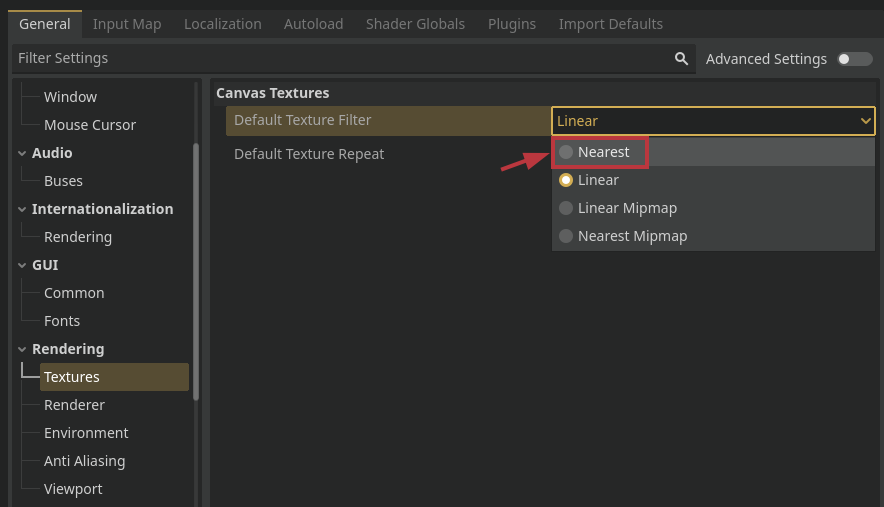 General Input Map Localization Autoload Shader Globals Plugins Import Defaults
Filter Settings Advanced Settings
Window
Mouse Cursor
Audio
Buses
Internationalization
Rendering
GUI
Common
Fonts
Rendering
Textures
Renderer
Environment
Anti Aliasing
Viewport
Canvas Textures
Default Texture Filter Linear
Default Texture Repeat
Nearest
Linear
Linear Mipmap
Nearest Mipmap